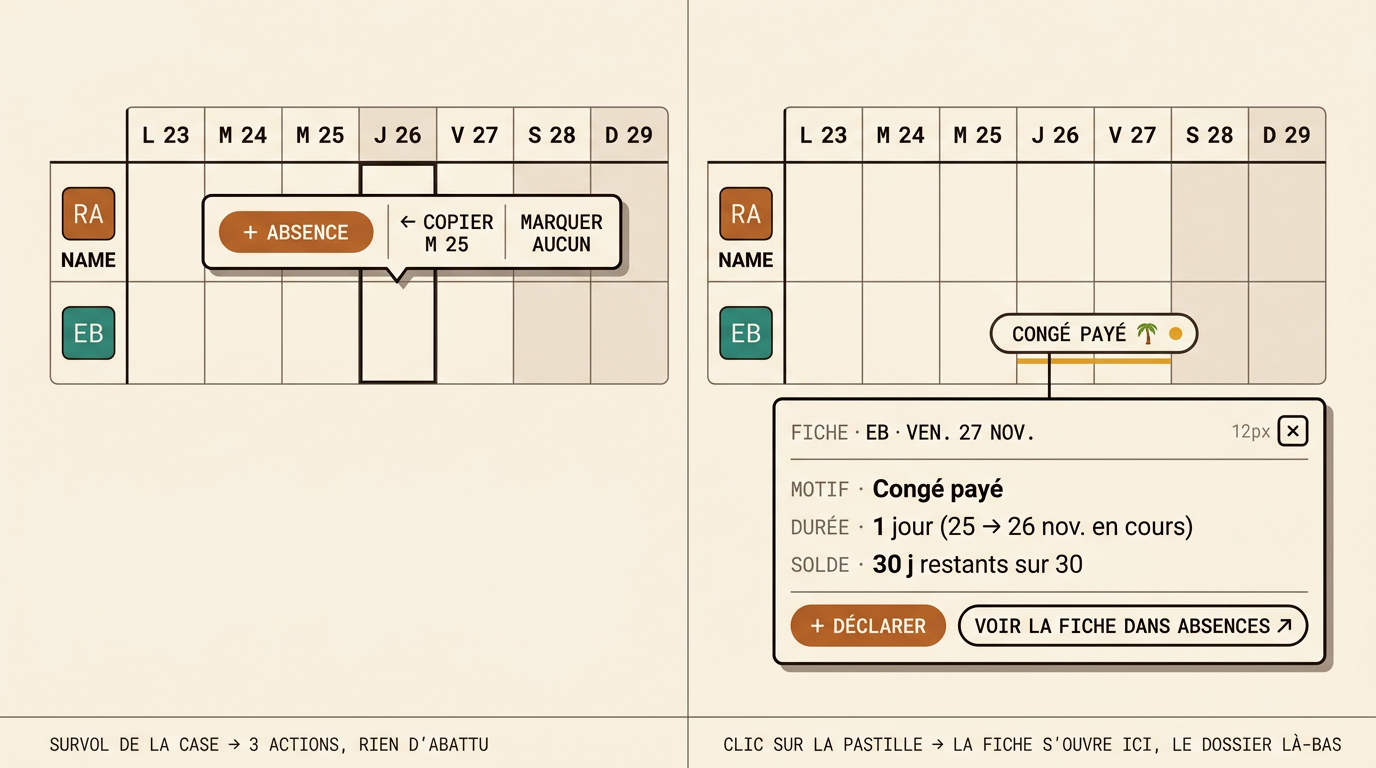 L 23 M 24 M 25 J 26 V 27 S 28 D 29
RA
NAME
+ ABSENCE
← COPIER
M 25
MARQUER
AUCUN
EB
SURVOL DE LA CASE → 3 ACTIONS, RIEN D'ABATTU
L 23 M 24 M 25 J 26 V 27 S 28 D 29
RA
NAME
EB
CONGÉ PAYÉ 🌴
FICHE · EB · VEN. 27 NOV. 12px ✕
MOTIF · Congé payé
DURÉE · 1 jour (25 → 26 nov. en cours)
SOLDE · 30 j restants sur 30
+ DÉCLARER
VOIR LA FICHE DANS ABSENCES ↗
CLIC SUR LA PASTILLE → LA FICHE S'OUVRE ICI, LE DOSSIER LÀ-BAS